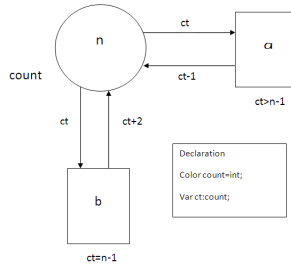 n
ct
a
count
ct-1
ct>n-1
ct
ct+2
Declaration
Color count=int;
b
Var ct:count;
ct=n-1